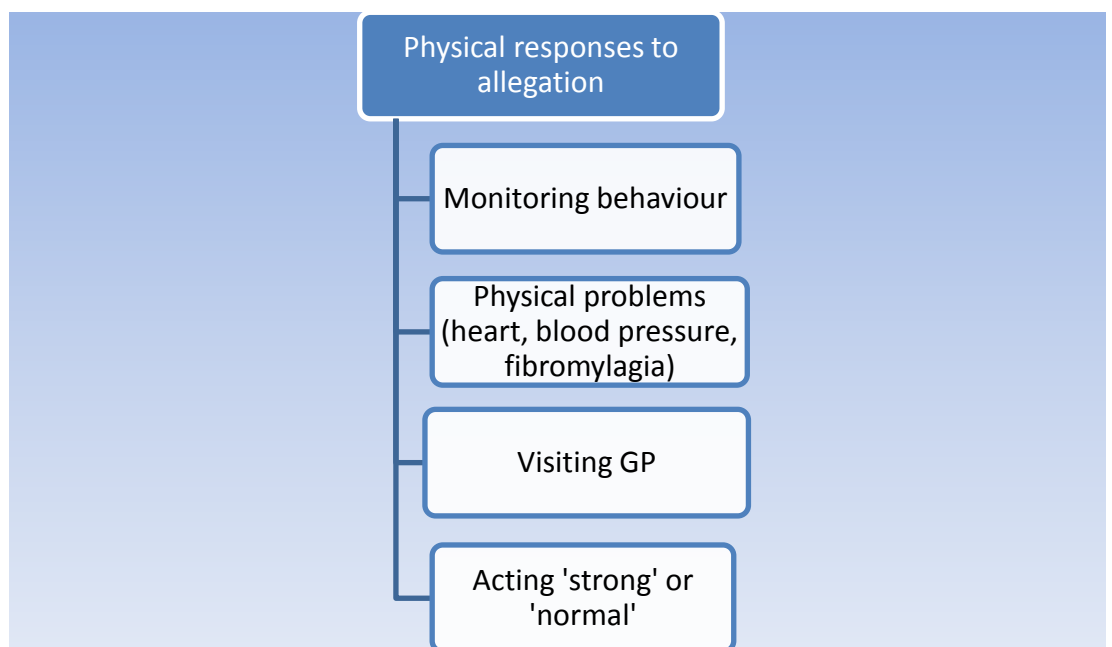 Physical responses to
allegation
Monitoring behaviour
Physical problems
(heart, blood pressure,
fibromylagia)
Visiting GP
Acting 'strong' or
'normal'